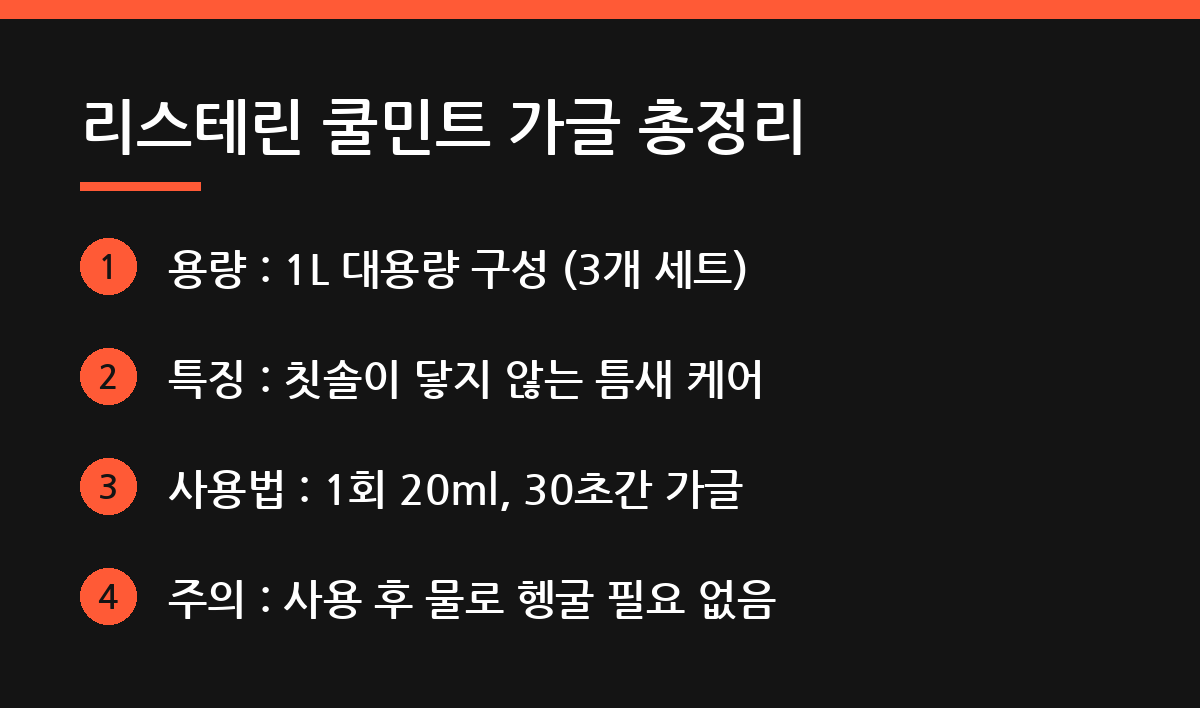 리스테린 쿨민트 가글 총정리
1 용량 : 1L 대용량 구성 (3개 세트)
2 특징 : 칫솔이 닿지 않는 틈새 케어
3 사용법 : 1회 20ml, 30초간 가글
4 주의 : 사용 후 물로 헹굴 필요 없음